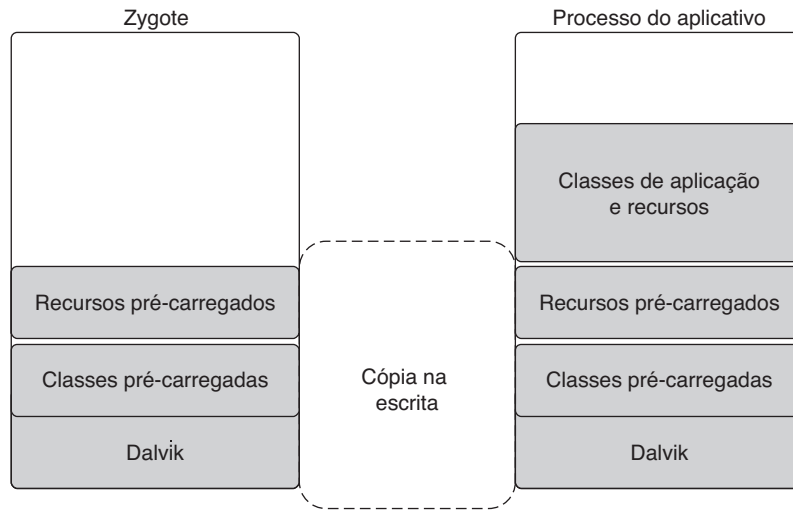 Zygote
Processo do aplicativo
Classes de aplicação
e recursos
Recursos pré-carregados
Recursos pré-carregados
Classes pré-carregadas
Cópia na
escrita
Classes pré-carregadas
Dalvik
Dalvik